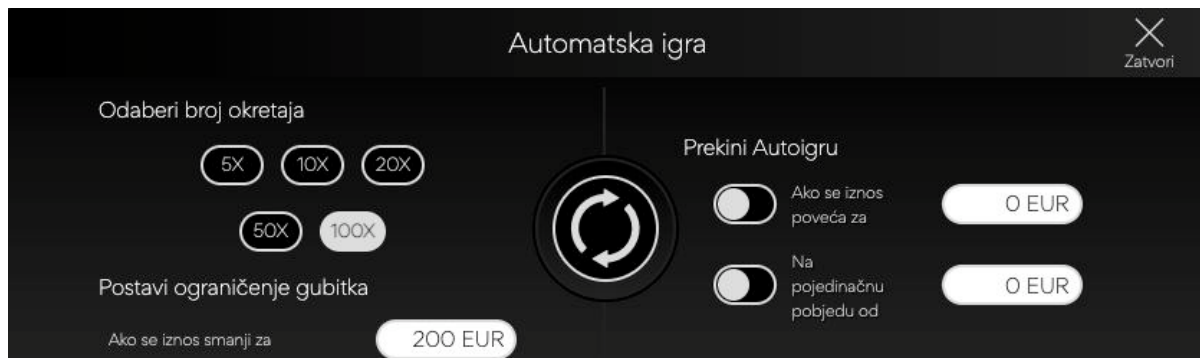 Automatska igra
Zatvori
Odaberi broj okretaja
5X 10X 20X
50X 100X
Postavi ograničenje gubitka
Ako se iznos smanji za 200 EUR
Prekini Autoigru
Ako se iznos
poveća za
0 EUR
Na
pojedinačnu
pobjedu od
0 EUR